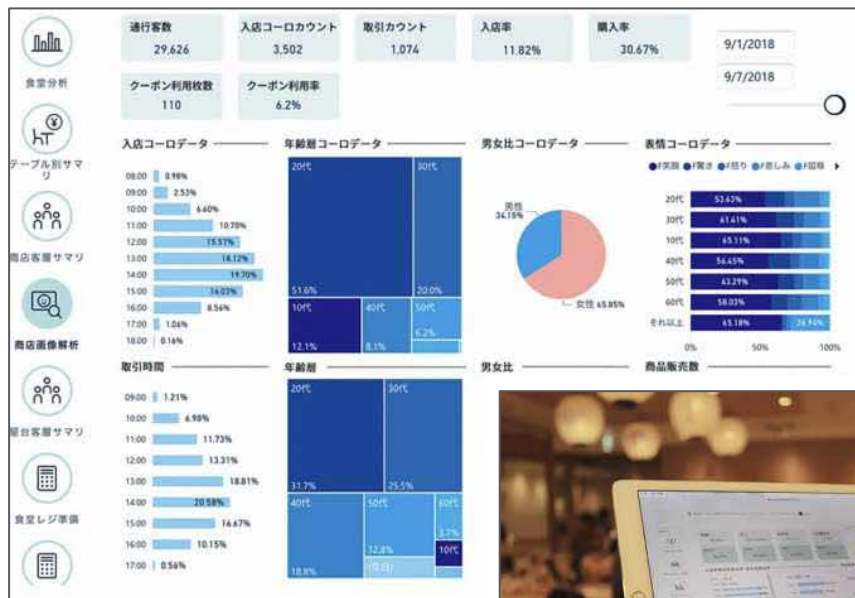 通行客数
29,626
入店コーロカウント
3,502
取引カウント
1,074
入店率
11.82%
購入率
30.67%
9/1/2018
9/7/2018
クーポン利用枚数
110
クーポン利用率
6.2%
食堂分析
テーブル別サマ
リ
商店客層サマリ
商店画像解析
屋台客層サマリ
食堂レジ準備
入店コーロデータ
08:00 0.98%
09:00 2.53%
10:00 6.60%
11:00 10.70%
12:00 15.57%
13:00 18.12%
14:00 19.70%
15:00 16.03%
16:00 8.56%
17:00 1.06%
18:00 0.16%
年齢層コーロデータ
20代
51.6%
30代
20.0%
10代
12.1%
40代
8.1%
50代
6.2%
男女比コーロデータ
男性
34.15%
女性 65.85%
表情コーロデータ
F笑顔 F驚き F怒り F悲しみ
20代 53.63%
30代 61.41%
10代 65.11%
40代 56.45%
50代 63.29%
60代 58.03%
それ以上 65.18%
0% 50% 100%
取引時間
09:00 1.21%
10:00 6.98%
11:00 11.73%
12:00 13.31%
13:00 18.81%
14:00 20.58%
15:00 16.67%
16:00 10.15%
17:00 0.56%
年齢層
20代
31.7%
30代
25.5%
40代
18.8%
50代
12.8%
60代
3.7%
10代
男女比
商品販売数